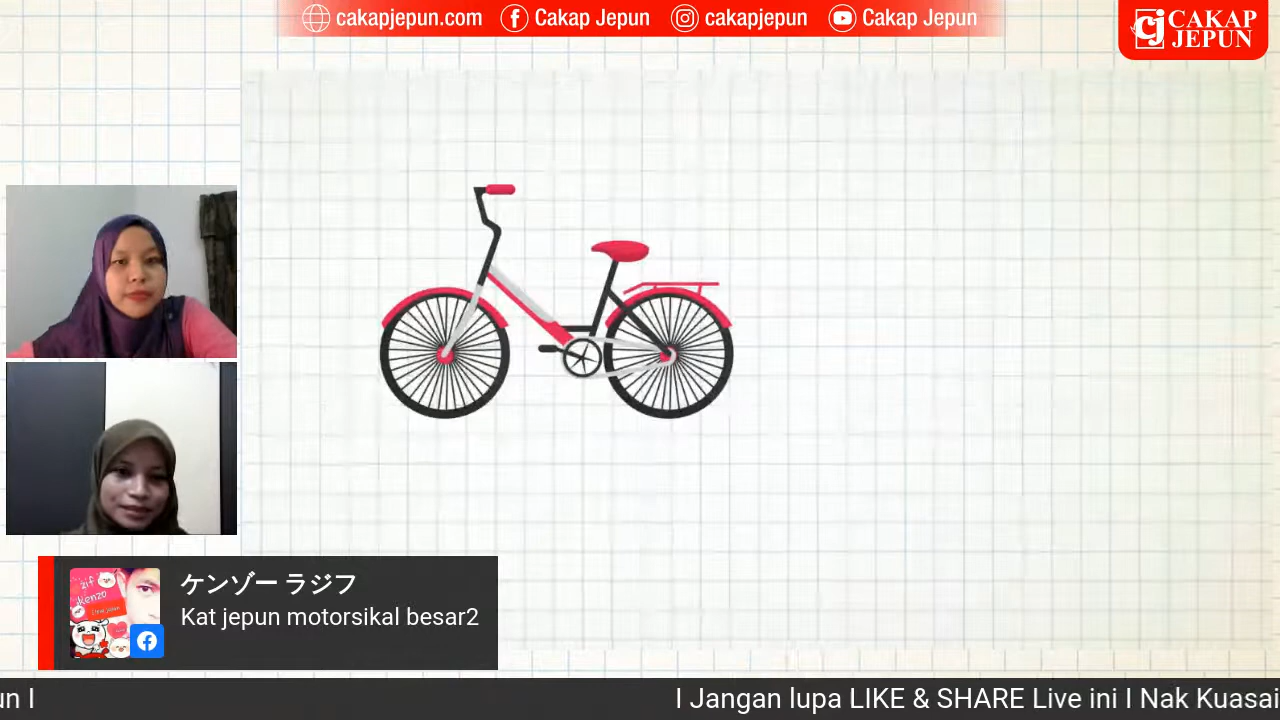 cakapjepun.com
Cakap Jepun
cakapjepun
Cakap Jepun
CAKAP
JEPUN
ケンゾー ラジフ
Kat jepun motorsikal besar2
un I
I Jangan lupa LIKE & SHARE Live ini I Nak Kuasai